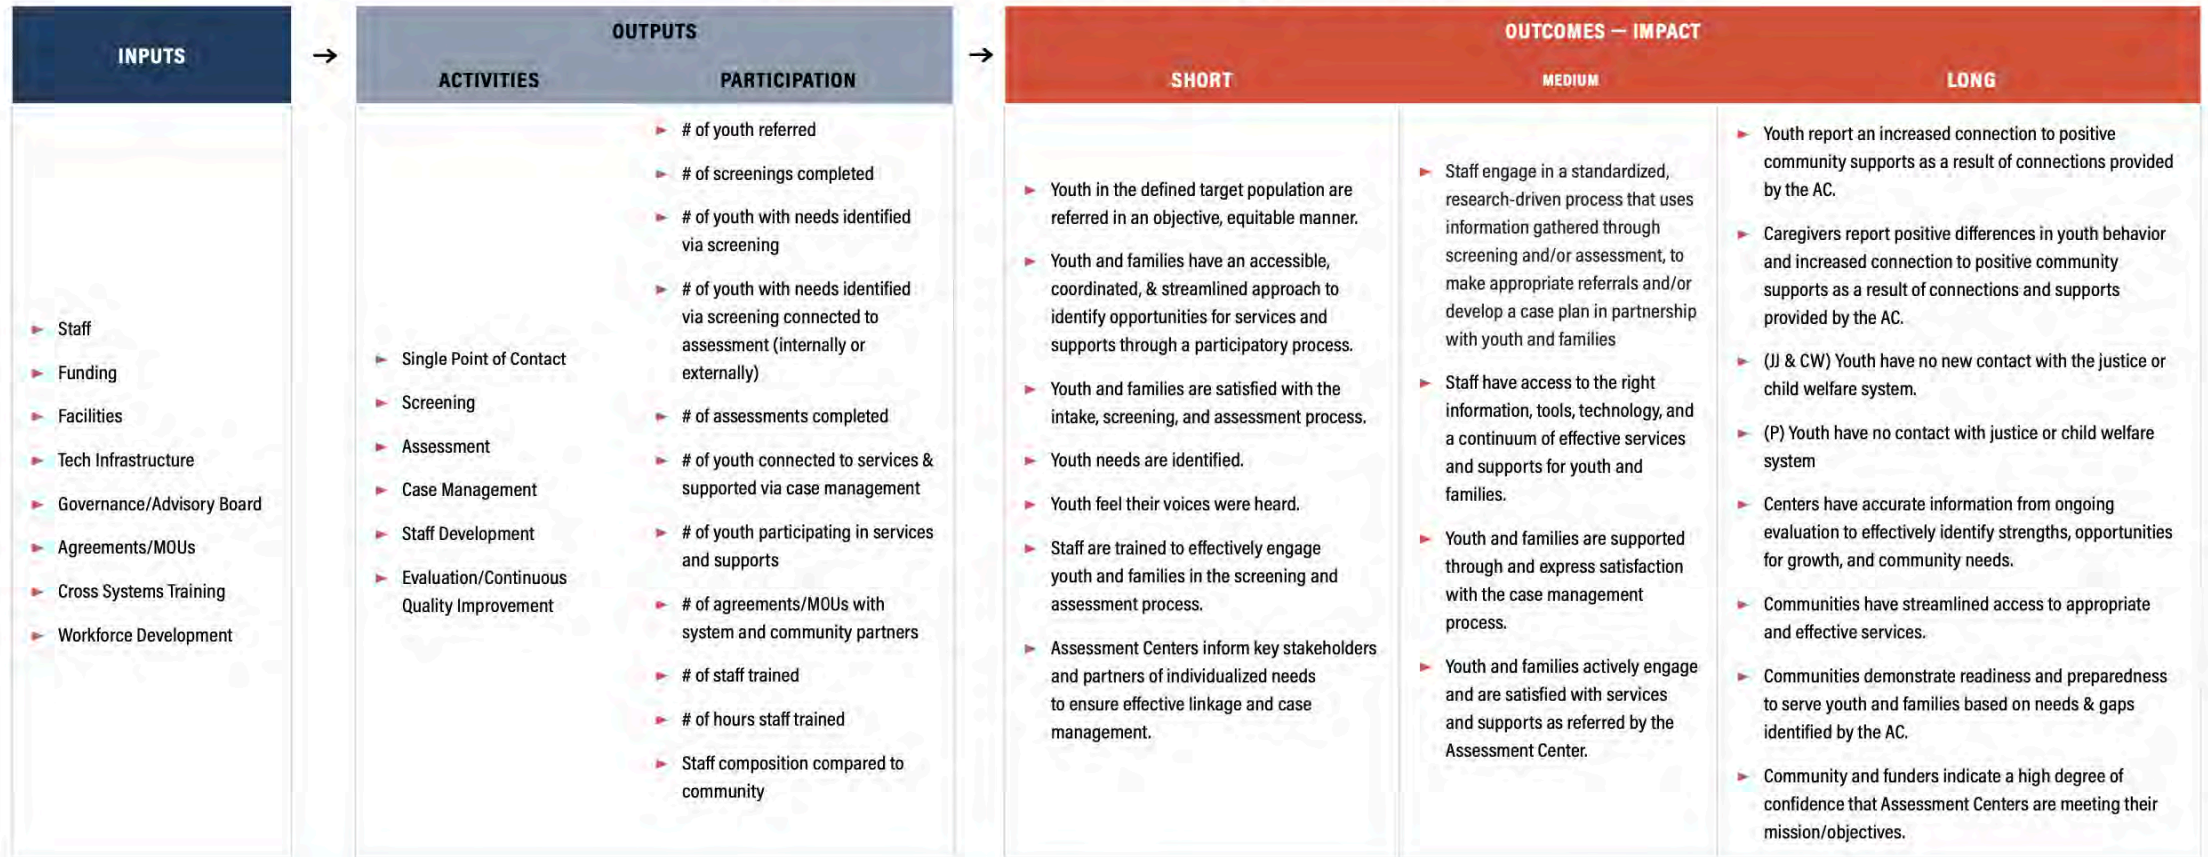 INPUTS
→
OUTPUTS
ACTIVITIES
PARTICIPATION
→
OUTCOMES — IMPACT
SHORT
MEDIUM
LONG
Staff
Funding
Facilities
Tech Infrastructure
Governance/Advisory Board
Agreements/MOUs
Cross Systems Training
Workforce Development
Single Point of Contact
Screening
Assessment
Case Management
Staff Development
Evaluation/Continuous
Quality Improvement
# of youth referred
# of screenings completed
# of youth with needs identified
via screening
# of youth with needs identified
via screening connected to
assessment (internally or
externally)
# of assessments completed
# of youth connected to services &
supported via case management
# of youth participating in services
and supports
# of agreements/MOUs with
system and community partners
# of staff trained
# of hours staff trained
Staff composition compared to
community
Youth in the defined target population are
referred in an objective, equitable manner.
Youth and families have an accessible,
coordinated, & streamlined approach to
identify opportunities for services and
supports through a participatory process.
Youth and families are satisfied with the
intake, screening, and assessment process.
Youth needs are identified.
Youth feel their voices were heard.
Staff are trained to effectively engage
youth and families in the screening and
assessment process.
Assessment Centers inform key stakeholders
and partners of individualized needs
to ensure effective linkage and case
management.
Staff engage in a standardized,
research-driven process that uses
information gathered through
screening and/or assessment, to
make appropriate referrals and/or
develop a case plan in partnership
with youth and families
Staff have access to the right
information, tools, technology, and
a continuum of effective services
and supports for youth and
families.
Youth and families are supported
through and express satisfaction
with the case management
process.
Youth and families actively engage
and are satisfied with services
and supports as referred by the
Assessment Center.
Youth report an increased connection to positive
community supports as a result of connections provided
by the AC.
Caregivers report positive differences in youth behavior
and increased connection to positive community
supports as a result of connections and supports
provided by the AC.
(JJ & CW) Youth have no new contact with the justice or
child welfare system.
(P) Youth have no contact with justice or child welfare
system
Centers have accurate information from ongoing
evaluation to effectively identify strengths, opportunities
for growth, and community needs.
Communities have streamlined access to appropriate
and effective services.
Communities demonstrate readiness and preparedness
to serve youth and families based on needs & gaps
identified by the AC.
Community and funders indicate a high degree of
confidence that Assessment Centers are meeting their
mission/objectives.